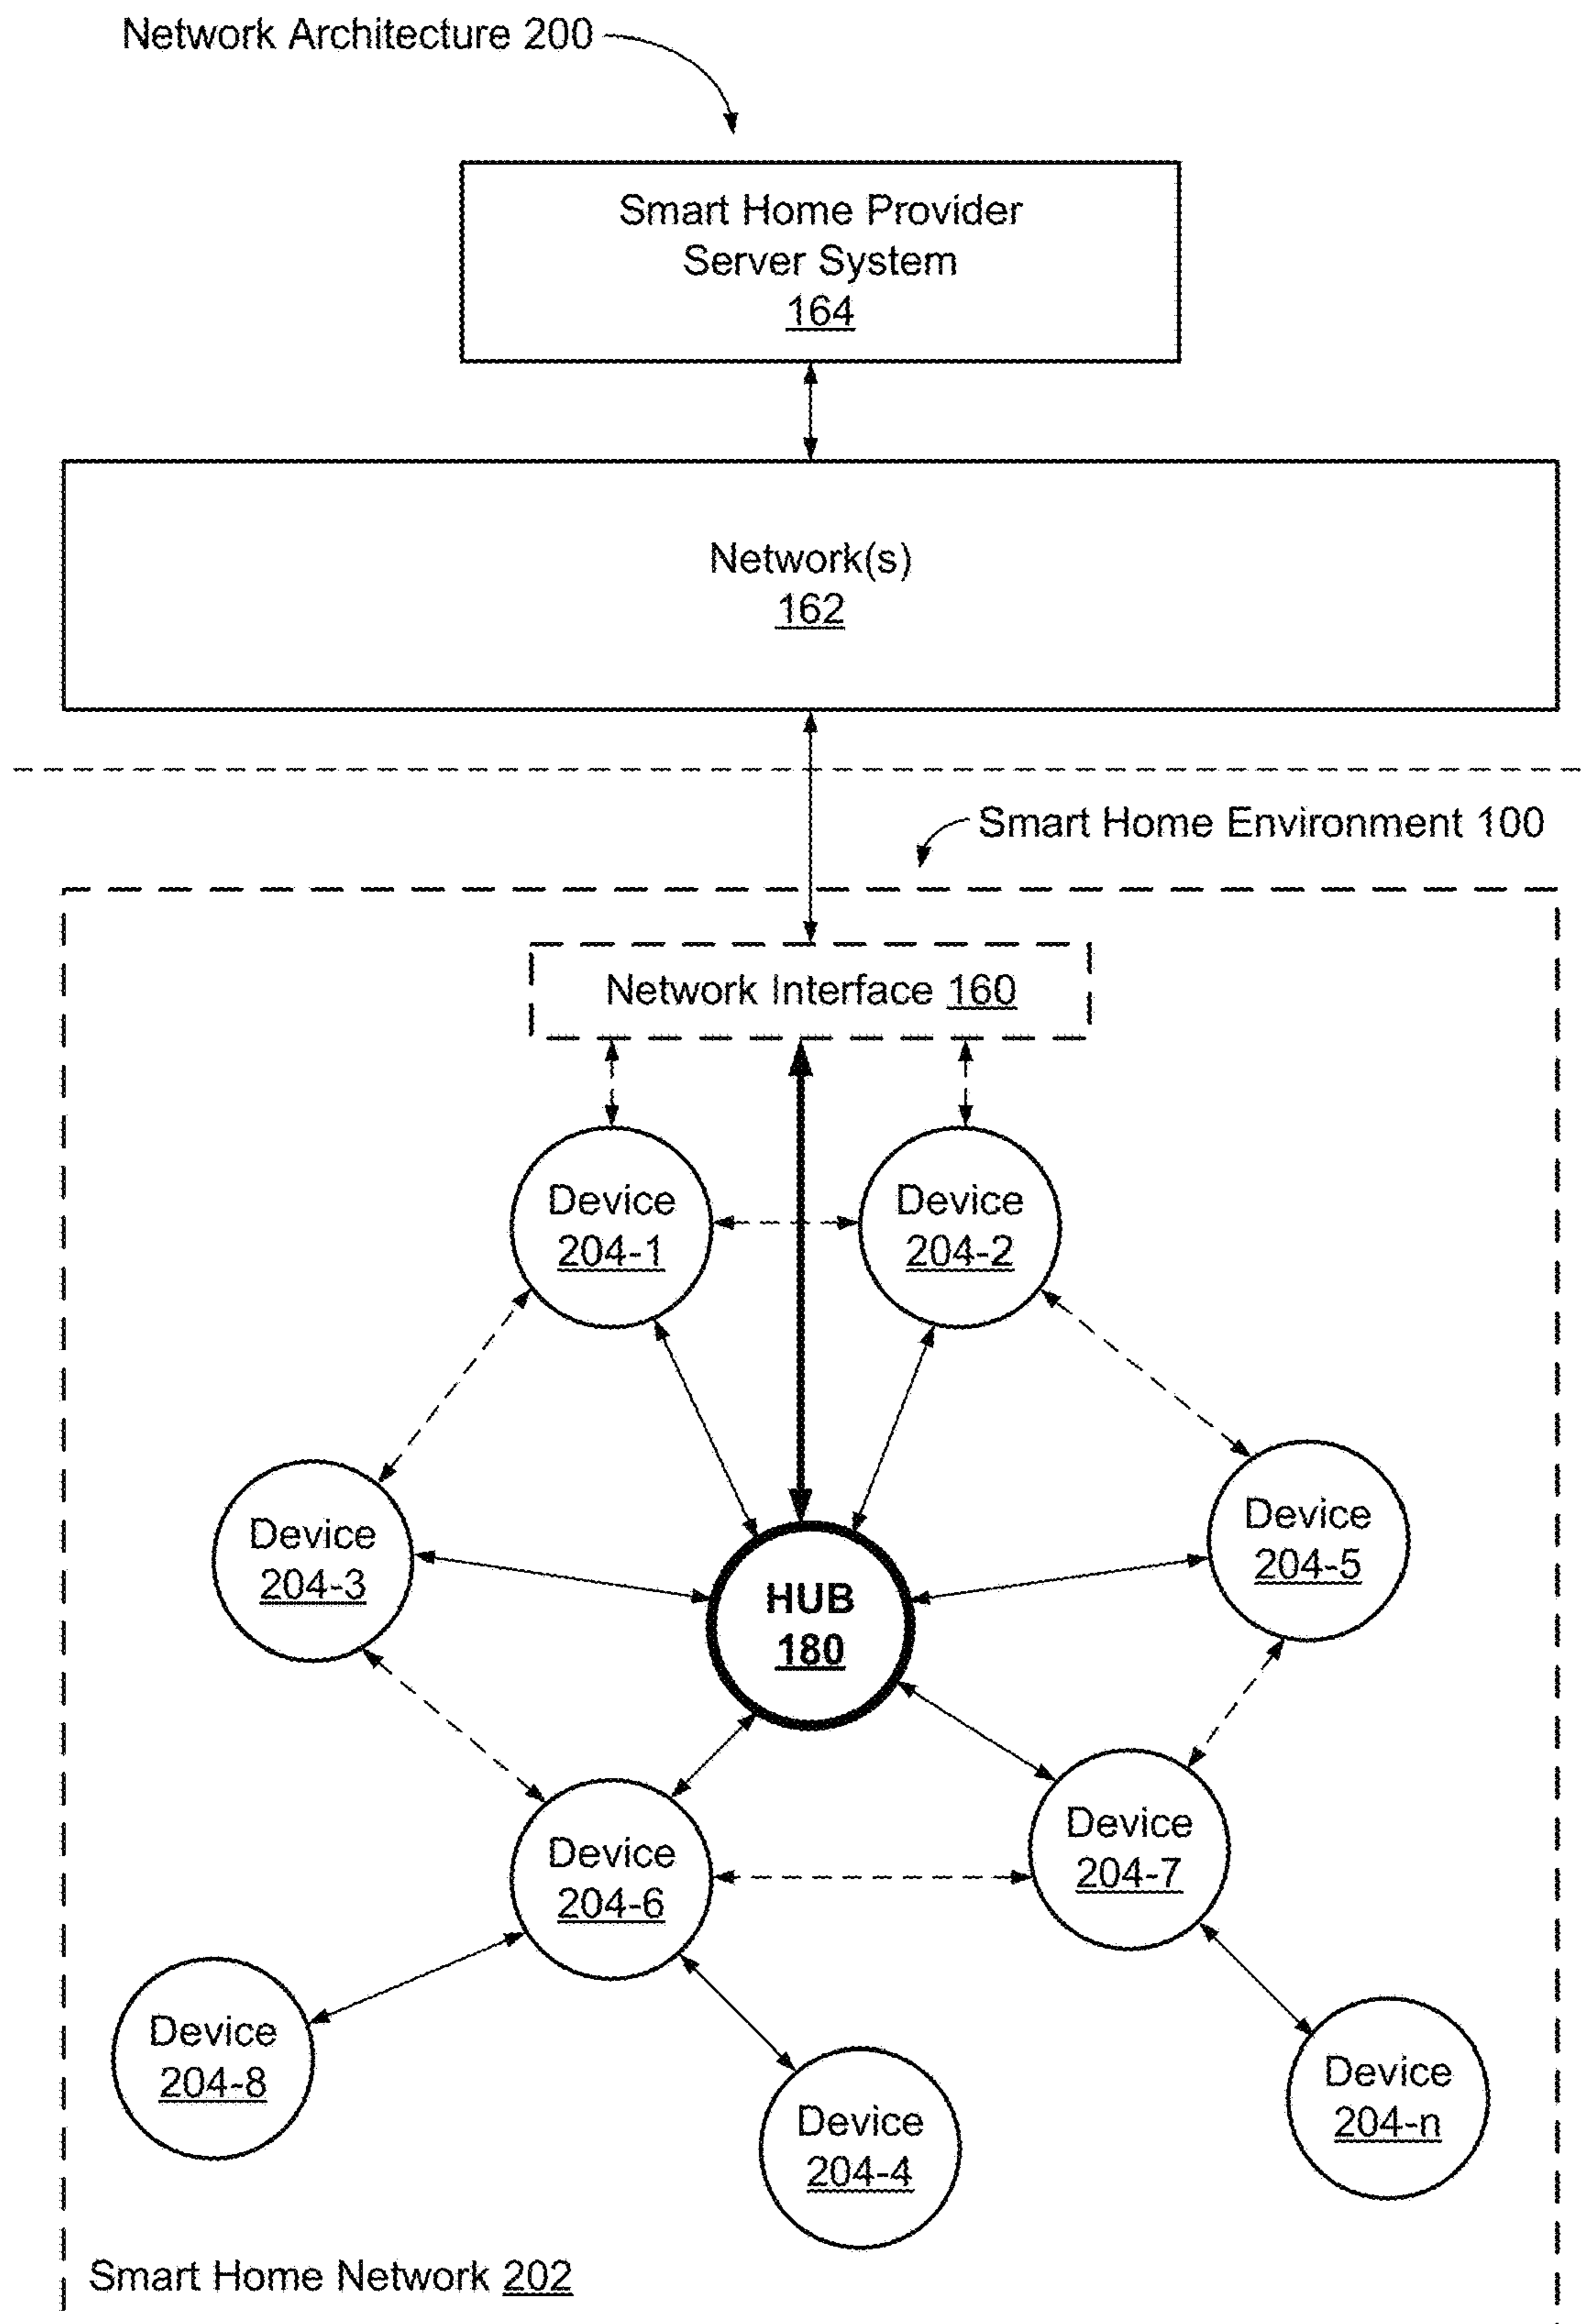 Network Architecture 200
Smart Home Provider
Server System
164
Network(s)
162
Smart Home Environment 100
Network Interface 160
Device
204-1
Device
204-2
Device
204-3
Device
204-5
HUB
180
Device
204-6
Device
204-7
Device
204-8
Device
204-4
Device
204-n
Smart Home Network 202